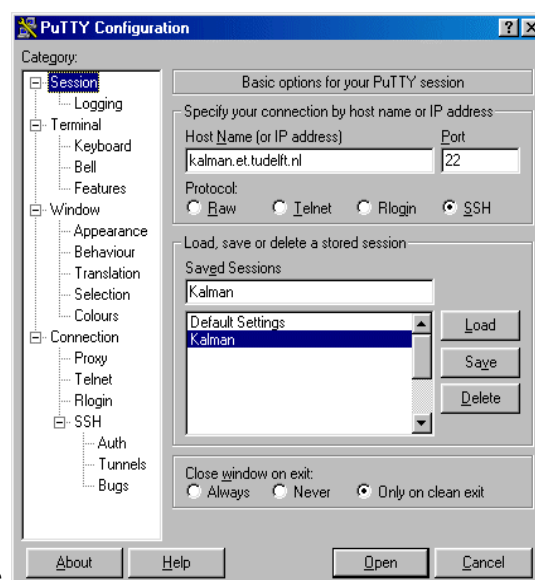 PuTTY Configuration
Category:
Session
Logging
Terminal
Keyboard
Bell
Features
Window
Appearance
Behaviour
Translation
Selection
Colours
Connection
Proxy
Telnet
Rlogin
SSH
Auth
Tunnels
Bugs
Basic options for your PuTTY session
Specify your connection by host name or IP address
Host Name (or IP address) Port
kalman.et.tudelft.nl 22
Protocol:
Raw Telnet Rlogin SSH
Load, save or delete a stored session
Saved Sessions
Kalman
Default Settings
Kalman
Load
Save
Delete
Close window on exit:
Always Never Only on clean exit
About Help Open Cancel